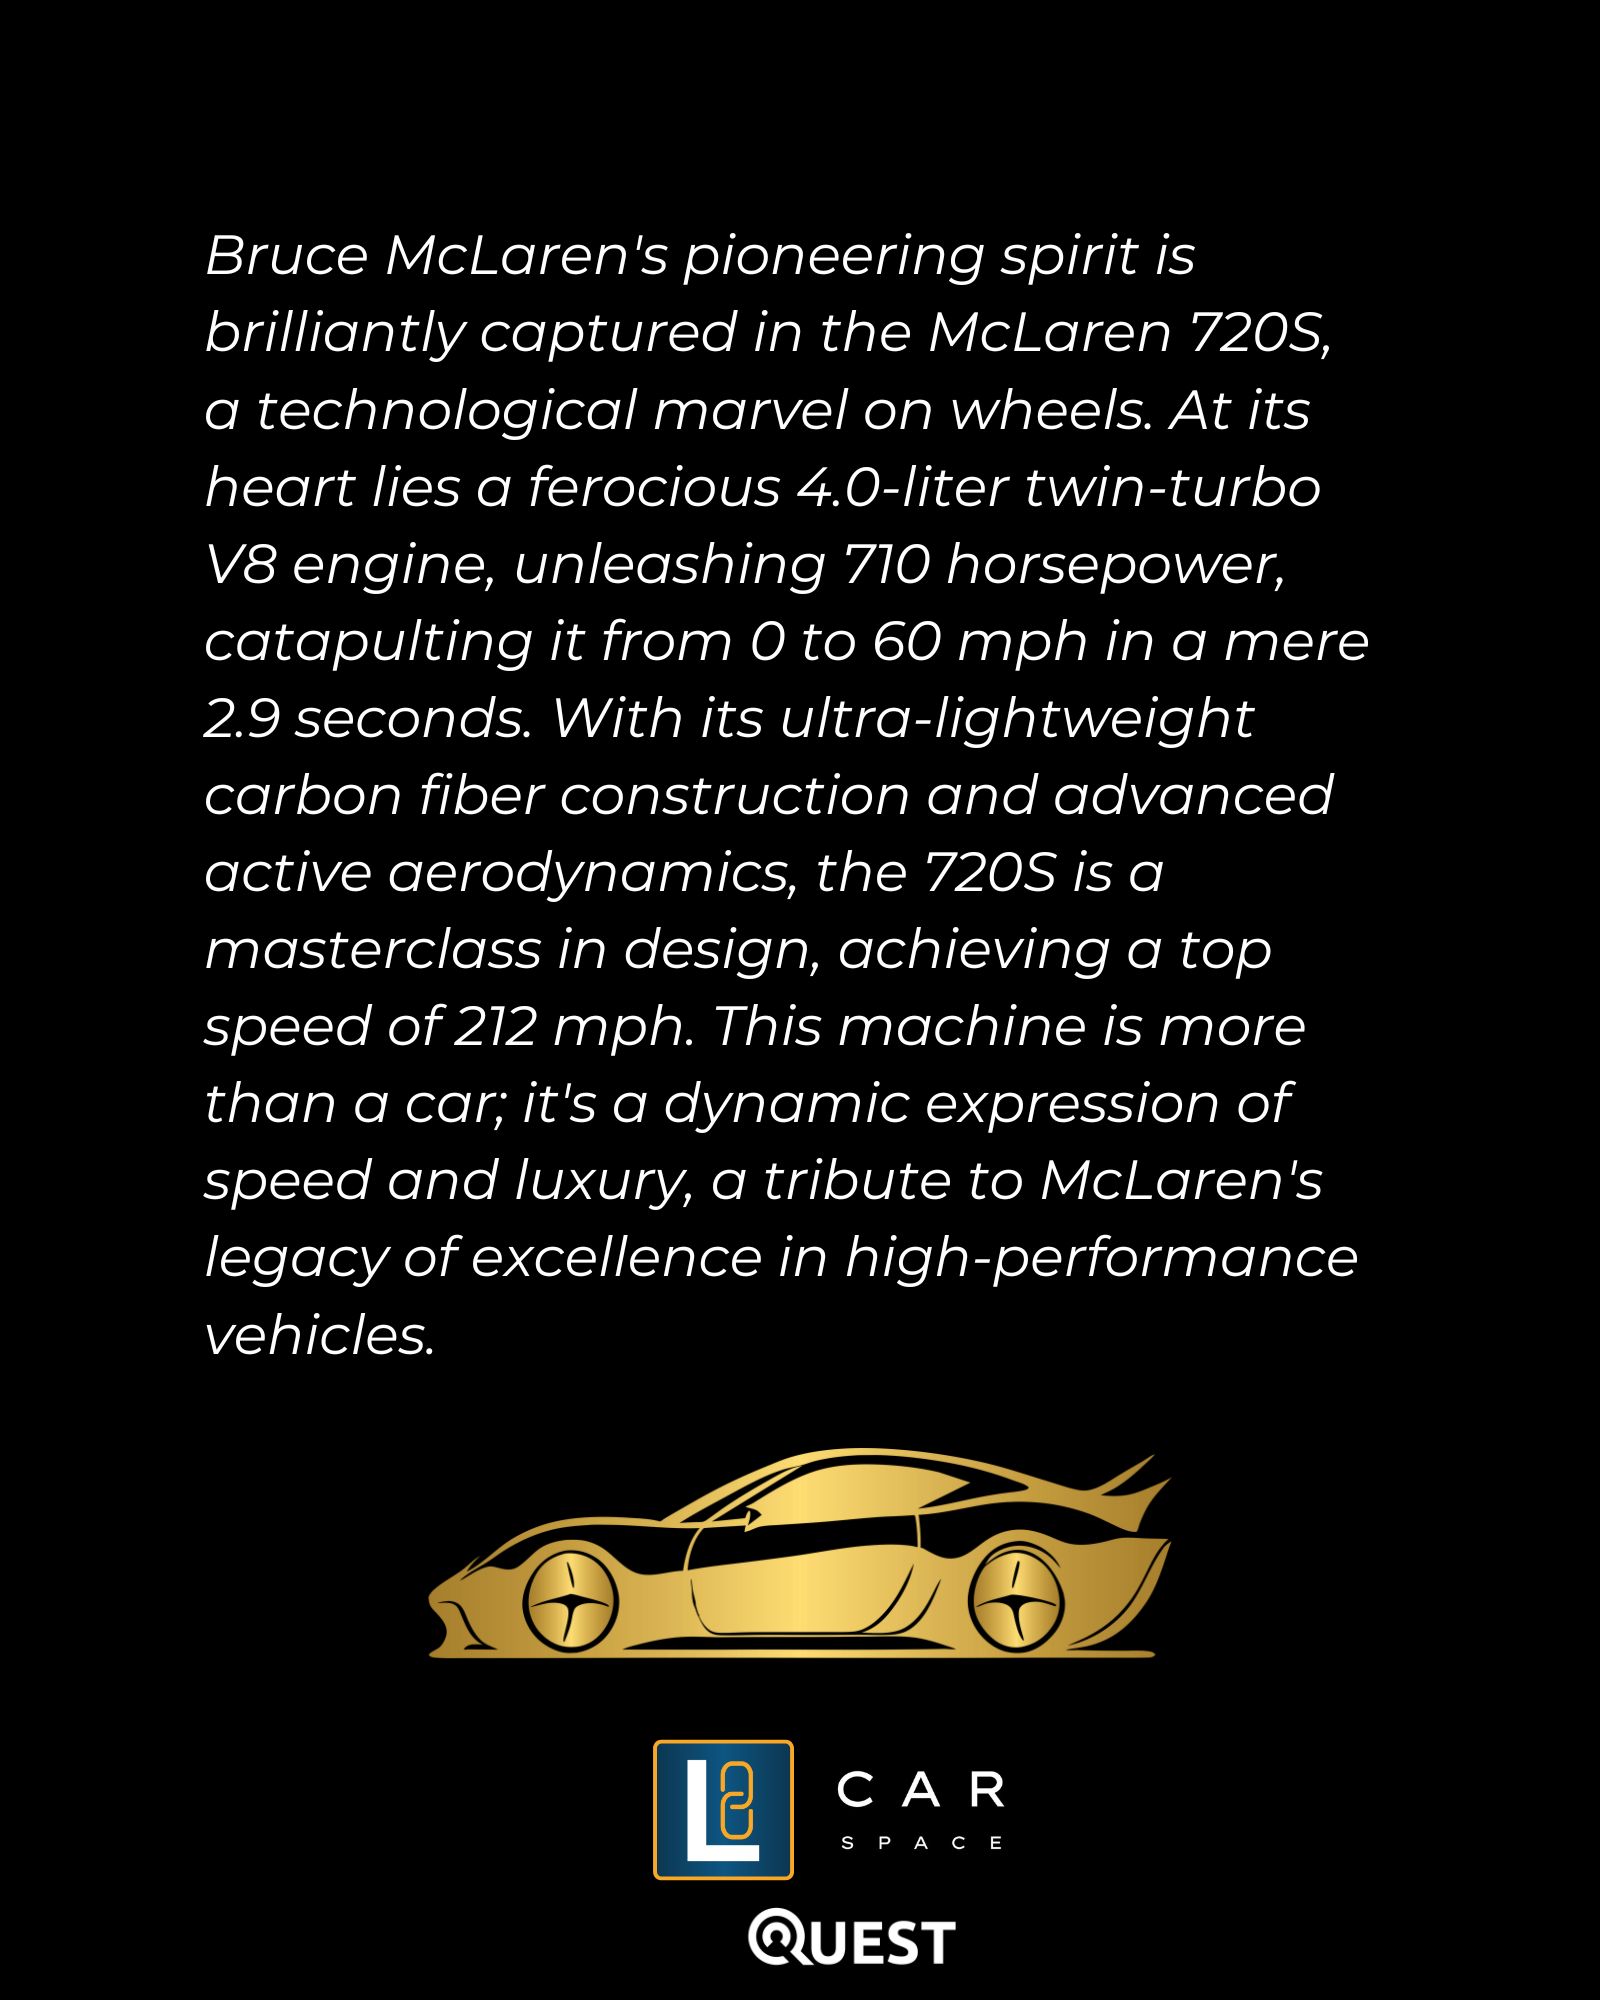 Bruce McLaren's pioneering spirit is
brilliantly captured in the McLaren 720S,
a technological marvel on wheels. At its
heart lies a ferocious 4.0-liter twin-turbo
V8 engine, unleashing 710 horsepower,
catapulting it from 0 to 60 mph in a mere
2.9 seconds. With its ultra-lightweight
carbon fiber construction and advanced
active aerodynamics, the 720S is a
masterclass in design, achieving a top
speed of 212 mph. This machine is more
than a car; it's a dynamic expression of
speed and luxury, a tribute to McLaren's
legacy of excellence in high-performance
vehicles.
L
CAR
SPACE
QUEST